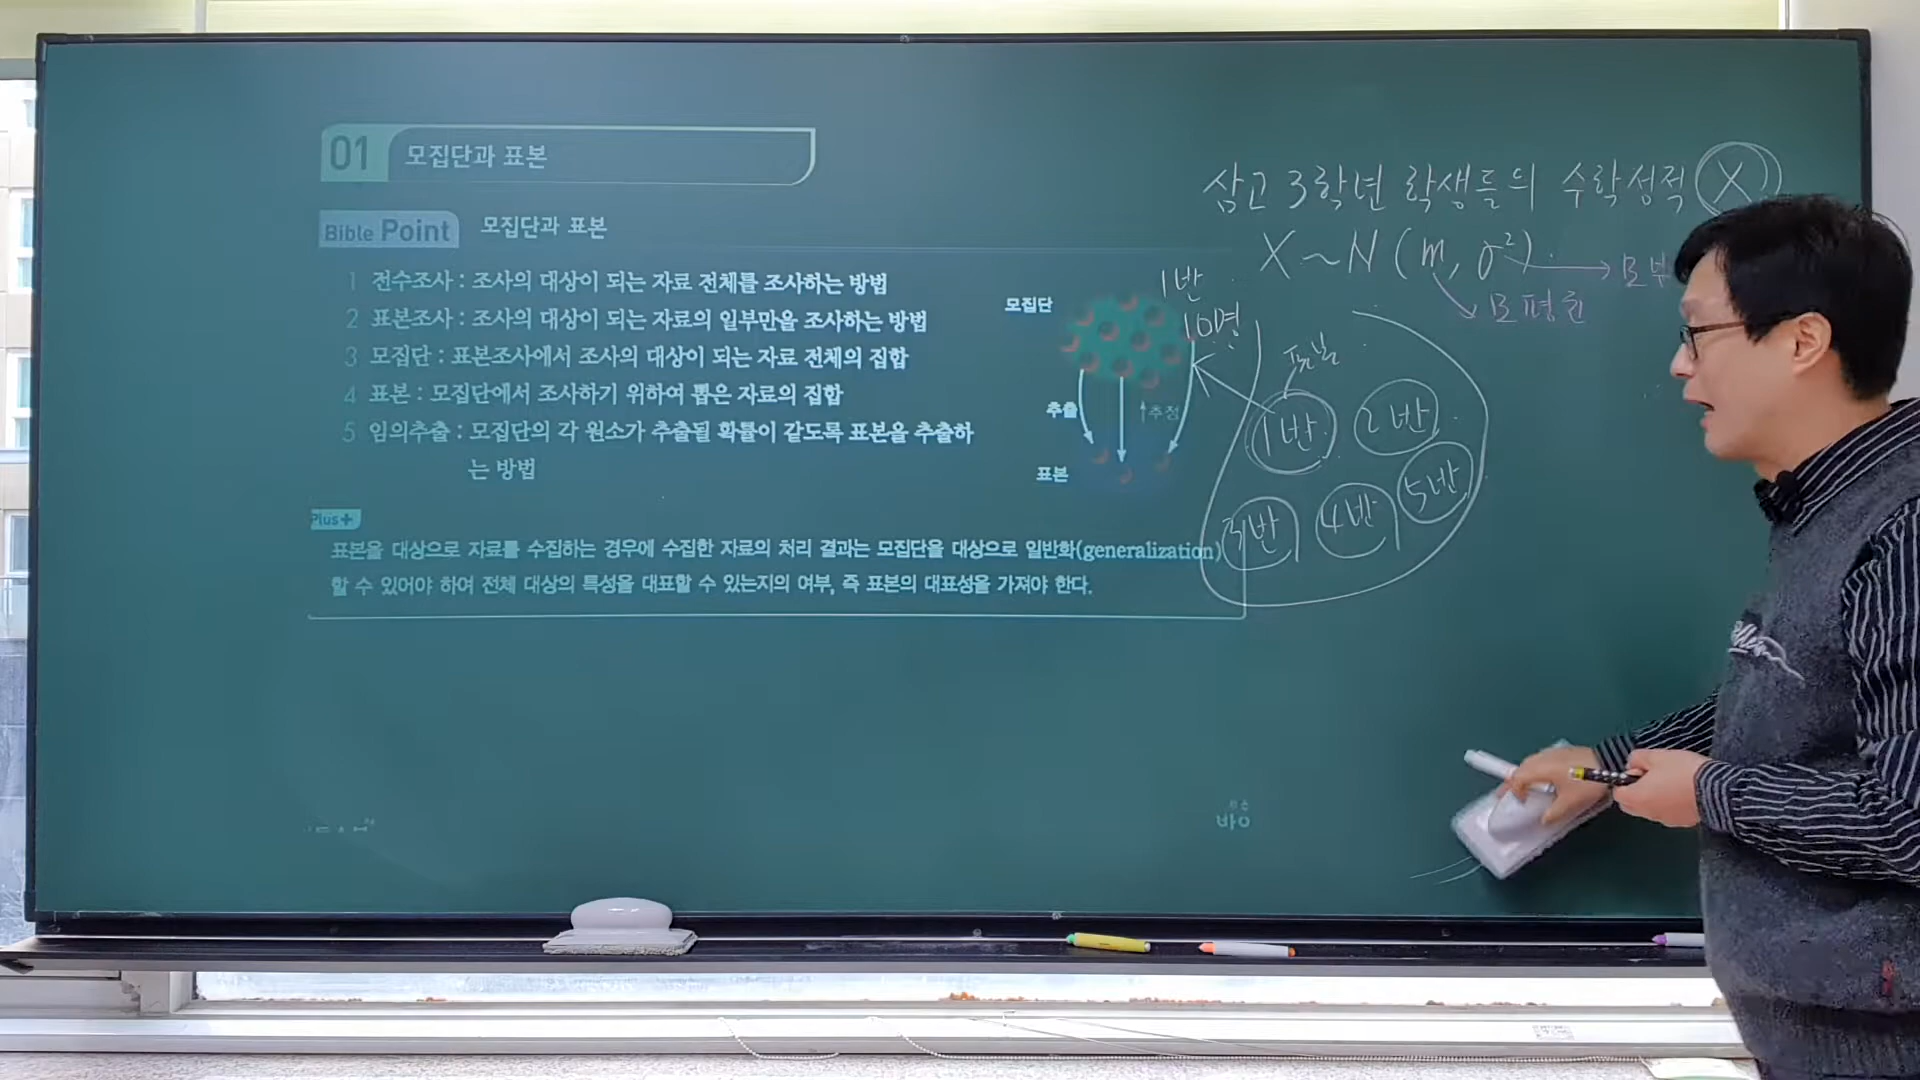 01 모집단과 표본
Bible Point 모집단과 표본
1 전수조사 : 조사의 대상이 되는 자료 전체를 조사하는 방법
2 표본조사 : 조사의 대상이 되는 자료의 일부만을 조사하는 방법
3 모집단 : 표본조사에서 조사의 대상이 되는 자료 전체의 집합
4 표본 : 모집단에서 조사하기 위하여 뽑은 자료의 집합
5 임의추출 : 모집단의 각 원소가 추출될 확률이 같도록 표본을 추출하
는 방법
모집단
추출
↑추정
표본
Plus+
표본을 대상으로 자료를 수집하는 경우에 수집한 자료의 처리 결과는 모집단을 대상으로 일반화(generalization)
할 수 있어야 하여 전체 대상의 특성을 대표할 수 있는지의 여부, 즉 표본의 대표성을 가져야 한다.
삼고 3학년 학생들의 수학성적 X
X~N(m, σ²)
모평균
1반
10명
표본
1반
2반
3반
4반
5반